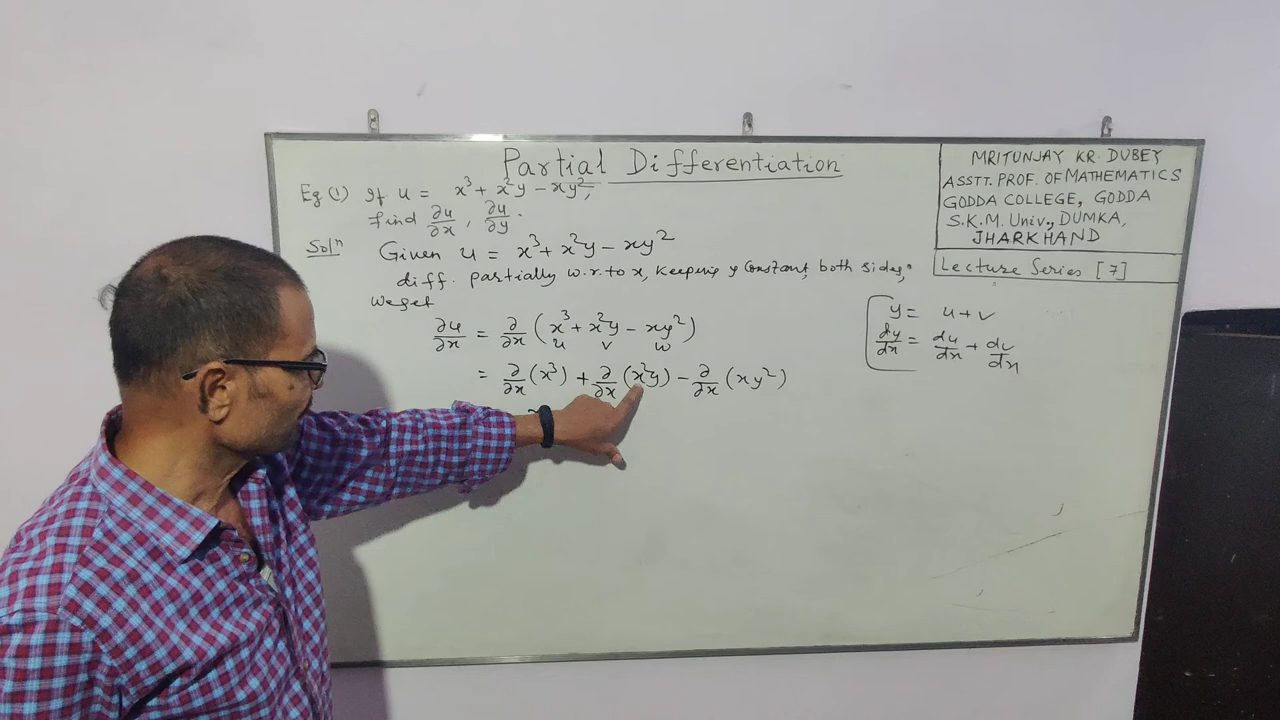 Partial Differentiation
Eg (1) If u = x³ + x²y − xy²,
find ∂u/∂x , ∂u/∂y .
Solⁿ Given u = x³ + x²y − xy²
diff. partially w.r. to x, keeping y constant, both sides,
We get
∂u/∂x = ∂/∂x (x³ + x²y − xy²)
u v w
= ∂/∂x (x³) + ∂/∂x (x²y) − ∂/∂x (xy²)
MRITUNJAY KR. DUBEY
ASSTT. PROF. OF MATHEMATICS
GODDA COLLEGE, GODDA
S.K.M. Univ., DUMKA,
JHARKHAND
Lecture Series [7]
y = u + v
dy/dx = du/dx + dv/dx